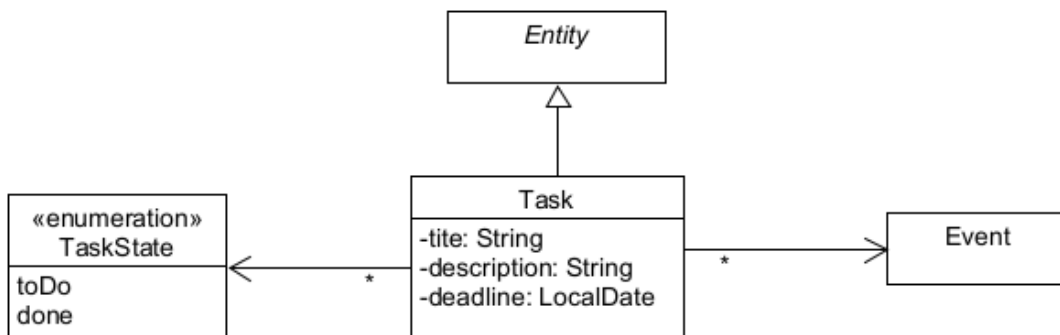 Entity
«enumeration»
TaskState
toDo
done
*
Task
-tite: String
-description: String
-deadline: LocalDate
*
Event